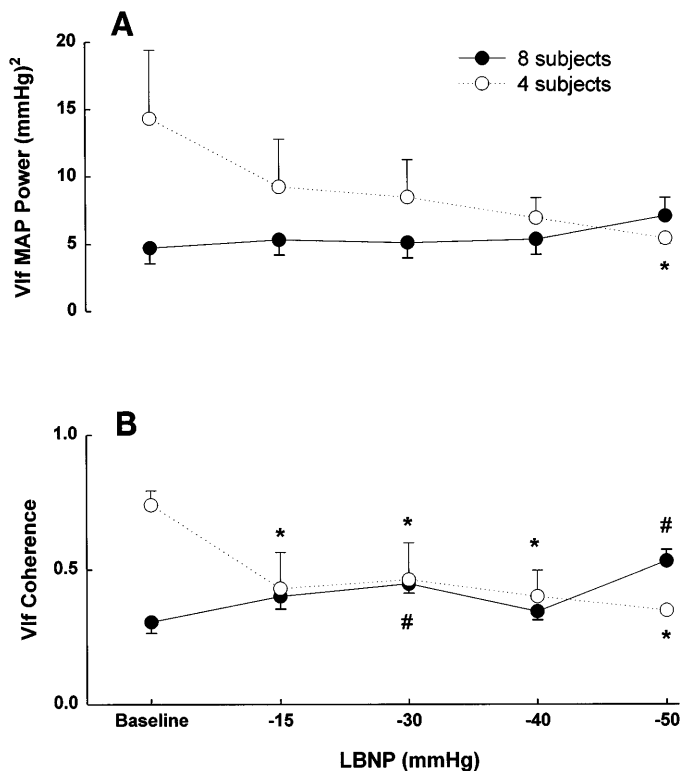 A
20
15
10
5
0
Vlf MAP Power (mmHg)²
8 subjects
4 subjects
*
B
1.0
0.5
0.0
Vlf Coherence
* * * #
# *
Baseline -15 -30 -40 -50
LBNP (mmHg)